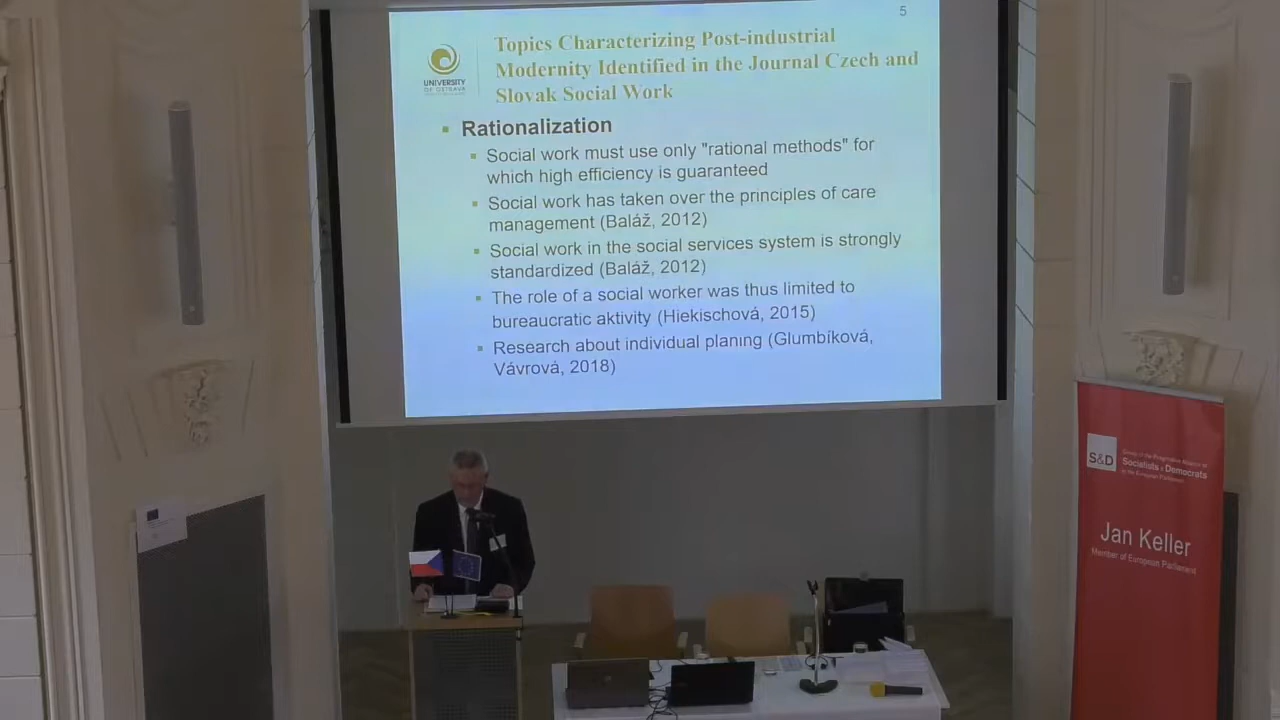 5
Topics Characterizing Post-industrial
Modernity Identified in the Journal Czech and
Slovak Social Work
UNIVERSITY
OF OSTRAVA
Rationalization
Social work must use only "rational methods" for
which high efficiency is guaranteed
Social work has taken over the principles of care
management (Baláž, 2012)
Social work in the social services system is strongly
standardized (Baláž, 2012)
The role of a social worker was thus limited to
bureaucratic aktivity (Hiekischová, 2015)
Research about individual planing (Glumbíková,
Vávrová, 2018)
S&D
Group of the Progressive Alliance of
Socialists & Democrats
in the European Parliament
Jan Keller
Member of European Parliament